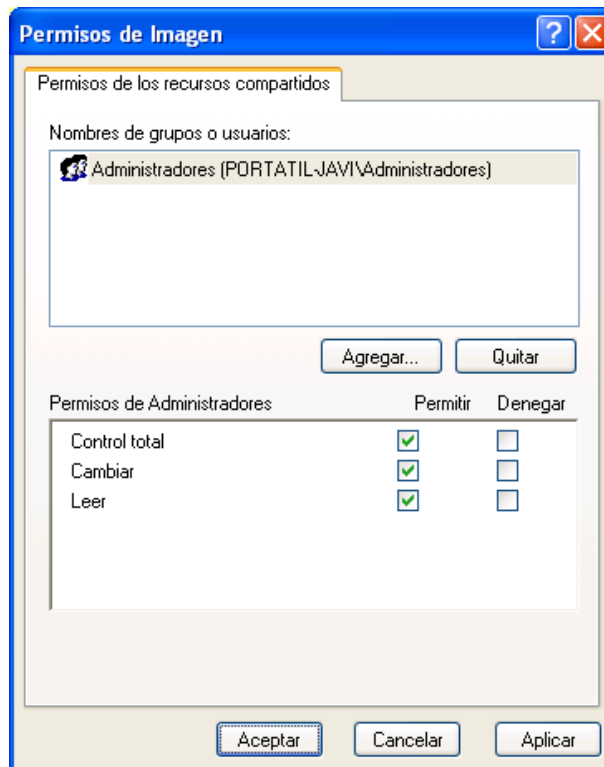 Permisos de Imagen
Permisos de los recursos compartidos
Nombres de grupos o usuarios:
Administradores (PORTATIL-JAVI\Administradores)
Agregar... Quitar
Permisos de Administradores Permitir Denegar
Control total
Cambiar
Leer
Aceptar Cancelar Aplicar